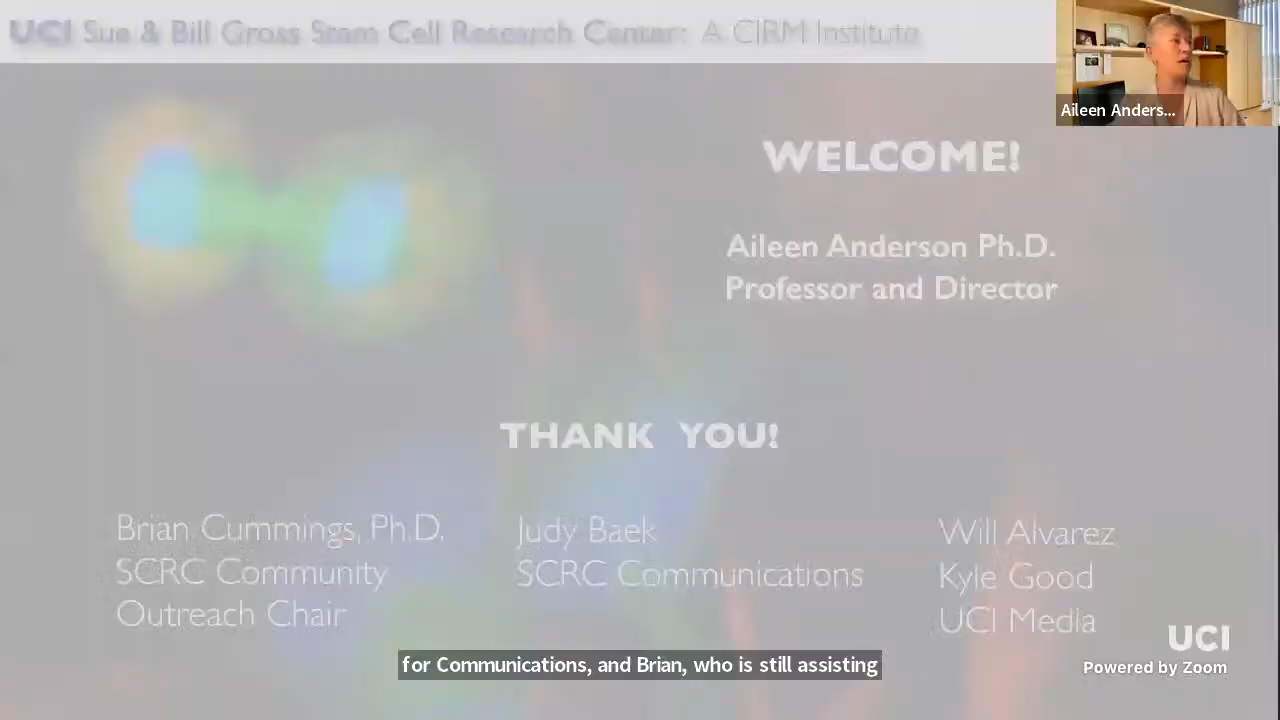 UCI Sue & Bill Gross Stem Cell Research Center: A CIRM Institute
Aileen Anders...
WELCOME!
Aileen Anderson Ph.D.
Professor and Director
THANK YOU!
Brian Cummings, Ph.D.
SCRC Community
Outreach Chair
Judy Baek
SCRC Communications
Will Alvarez
Kyle Good
UCI Media
for Communications, and Brian, who is still assisting
UCI
Powered by Zoom